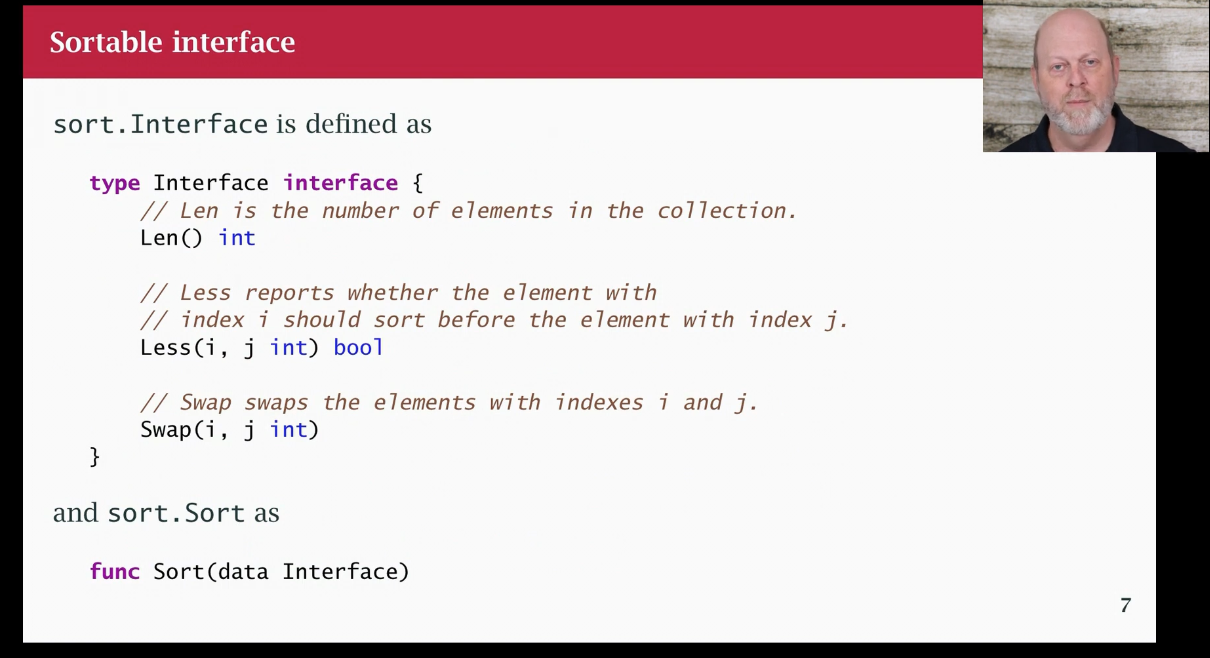 Sortable interface
sort.Interface is defined as
type Interface interface {
// Len is the number of elements in the collection.
Len() int
// Less reports whether the element with
// index i should sort before the element with index j.
Less(i, j int) bool
// Swap swaps the elements with indexes i and j.
Swap(i, j int)
}
and sort.Sort as
func Sort(data Interface)
7